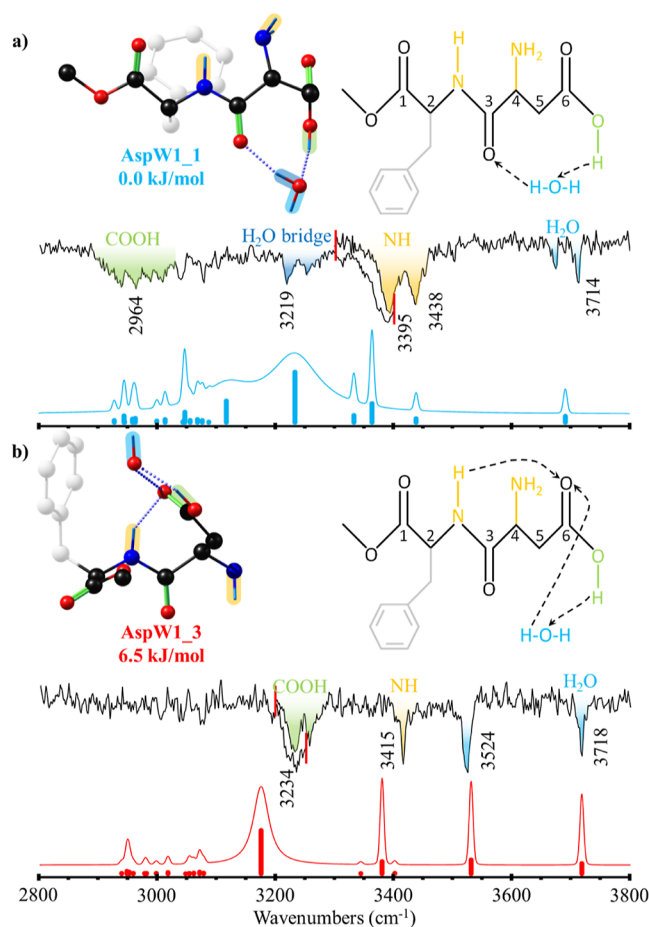 a)
AspW1_1
0.0 kJ/mol
O
H
NH₂
O
1
2
N
3
4
5
6
O
O
O
H
H-O-H
COOH
H₂O bridge
NH
H₂O
2964
3219
3395
3438
3714
b)
AspW1_3
6.5 kJ/mol
O
H
NH₂
O
1
2
N
3
4
5
6
O
O
O
H
H-O-H
COOH
NH
H₂O
3234
3415
3524
3718
2800
3000
3200
3400
3600
3800
Wavenumbers (cm⁻¹)